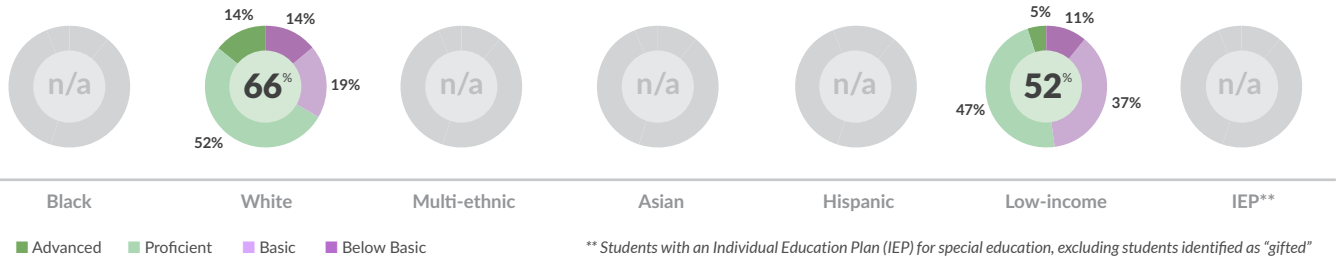 14% 14% 5% 11%
n/a 66% 19% n/a n/a n/a 52% 37% n/a
52% 47%
Black White Multi-ethnic Asian Hispanic Low-income IEP**
Advanced Proficient Basic Below Basic ** Students with an Individual Education Plan (IEP) for special education, excluding students identified as “gifted”